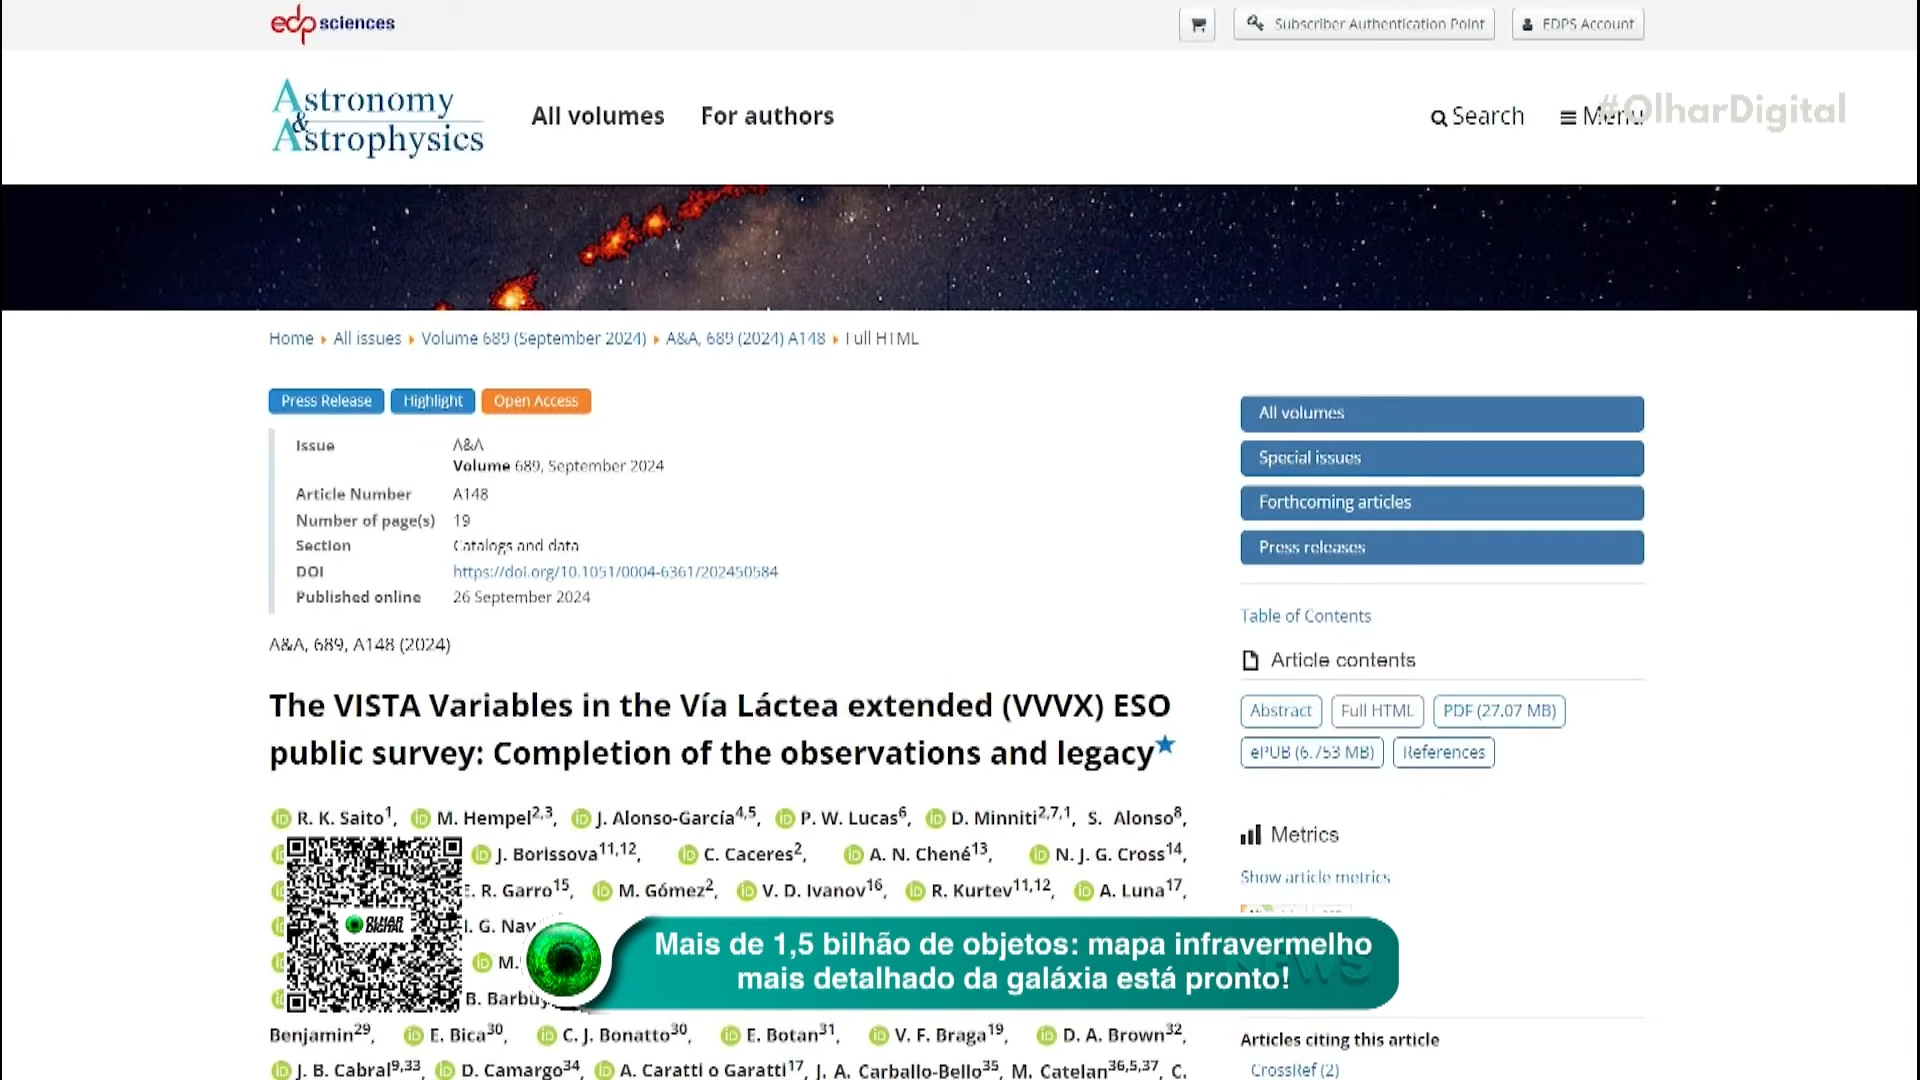 edp sciences
Subscriber Authentication Point
EDPS Account
Astronomy
&
Astrophysics
All volumes
For authors
Search
Menu
#OlharDigital
Home
All issues
Volume 689 (September 2024)
A&A, 689 (2024) A148
Full HTML
Press Release
Highlight
Open Access
Issue
A&A
Volume 689, September 2024
Article Number
A148
Number of page(s)
19
Section
Catalogs and data
DOI
https://doi.org/10.1051/0004-6361/202450584
Published online
26 September 2024
A&A, 689, A148 (2024)
The VISTA Variables in the Vía Láctea extended (VVVX) ESO
public survey: Completion of the observations and legacy★
R. K. Saito1, M. Hempel2,3, J. Alonso-García4,5, P. W. Lucas6, D. Minniti2,7,1, S. Alonso8,
J. Borissova11,12, C. Caceres2, A. N. Chené13, N. J. G. Cross14,
E. R. Garro15, M. Gómez2, V. D. Ivanov16, R. Kurtev11,12, A. Luna17,
I. G. Nav
M.
B. Barbuy
Benjamin29, E. Bica30, C. J. Bonatto30, E. Botan31, V. F. Braga19, D. A. Brown32,
J. B. Cabral9,33, D. Camargo34, A. Caratti o Garatti17, J. A. Carballo-Bello35, M. Catelan36,5,37, C.
OLHAR
DIGITAL
Mais de 1,5 bilhão de objetos: mapa infravermelho
mais detalhado da galáxia está pronto!
NEWS
All volumes
Special issues
Forthcoming articles
Press releases
Table of Contents
Article contents
Abstract
Full HTML
PDF (27.07 MB)
ePUB (6.753 MB)
References
Metrics
Show article metrics
Articles citing this article
CrossRef (2)